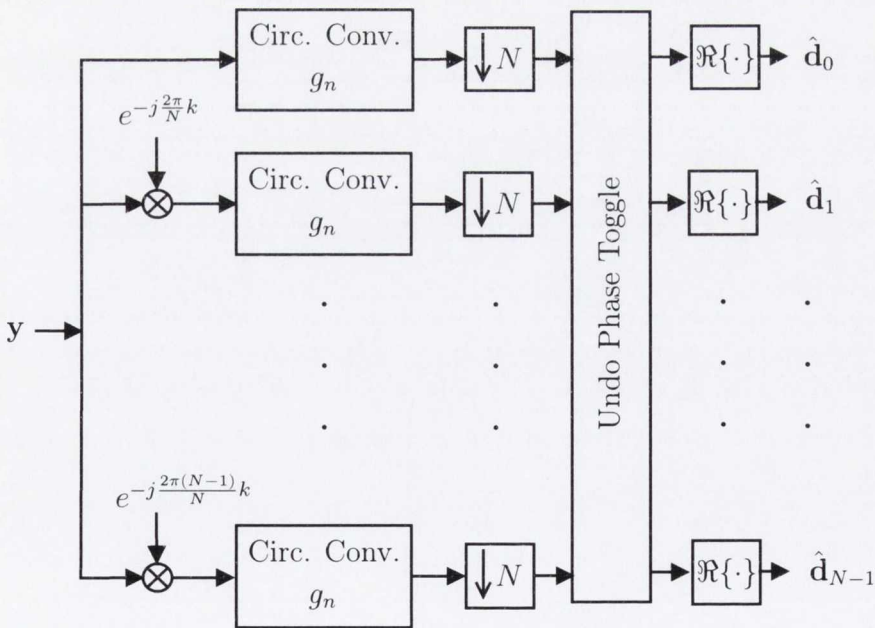 Circ. Conv.
g_n
↓ N
ℜ{·}
d̂_0
e^{-j\frac{2π}{N}k}
Circ. Conv.
g_n
↓ N
ℜ{·}
d̂_1
Undo Phase Toggle
y
e^{-j\frac{2π(N-1)}{N}k}
Circ. Conv.
g_n
↓ N
ℜ{·}
d̂_{N-1}